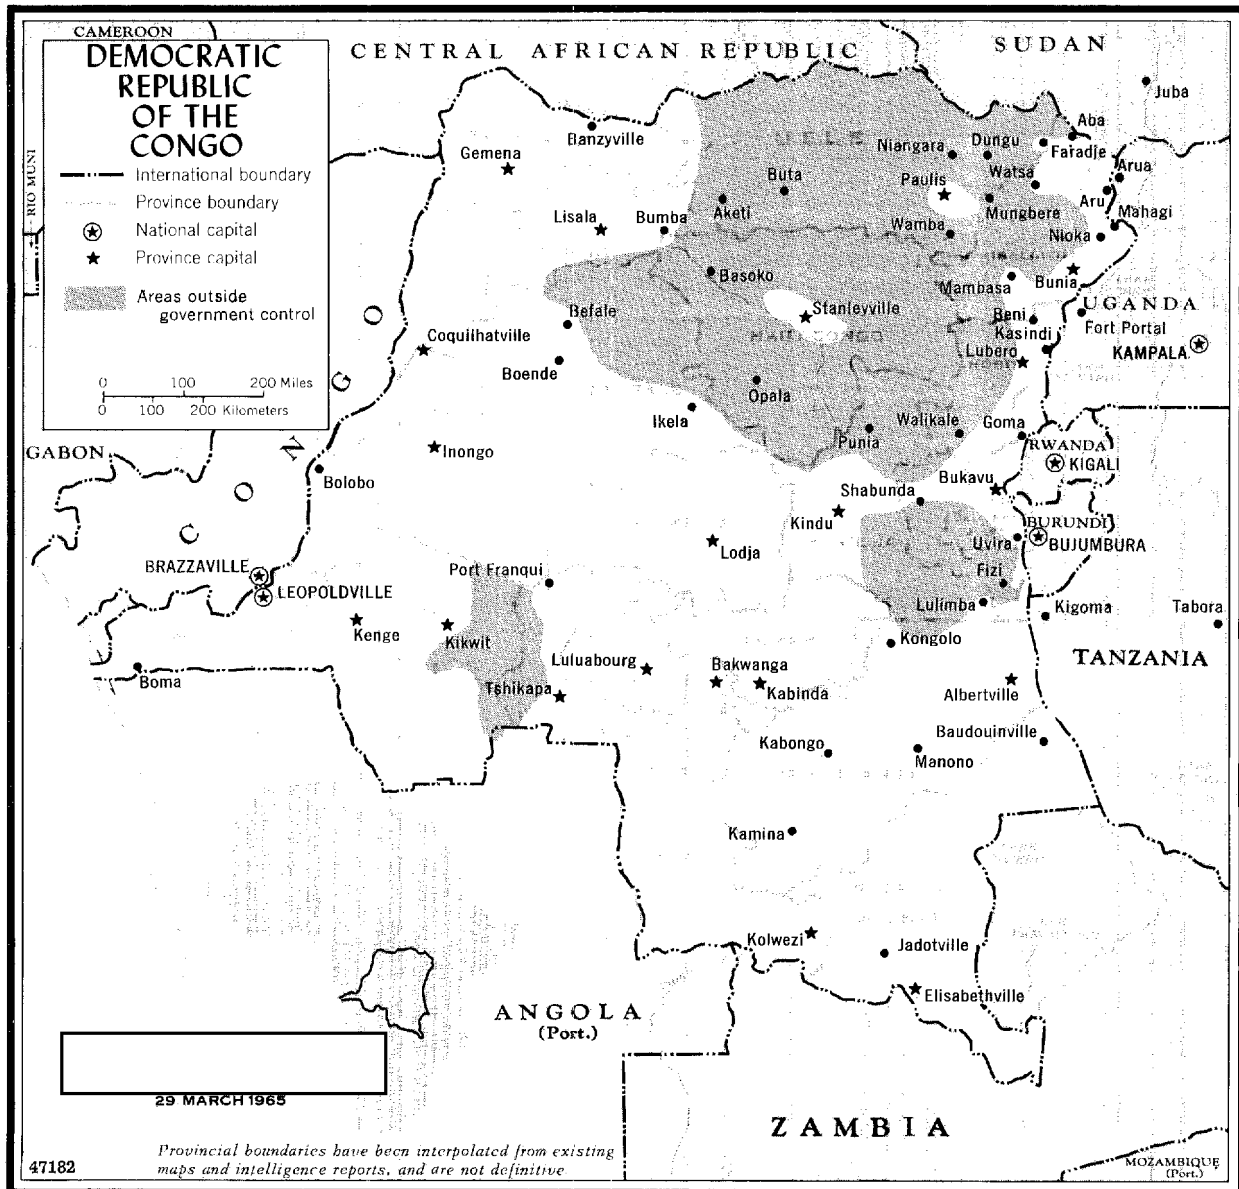 CAMEROON
DEMOCRATIC
REPUBLIC
OF THE
CONGO
International boundary
Province boundary
National capital
Province capital
Areas outside
government control
0 100 200 Miles
0 100 200 Kilometers
RIO MUNI
CENTRAL AFRICAN REPUBLIC
SUDAN
Juba
Banzyville
Gemena
UELE
Niangara
Dungu
Aba
Faradje
Buta
Paulis
Watsa
Arua
Aketi
Mungbere
Aru
Mahagi
Lisala
Bumba
Wamba
Nioka
Basoko
Mambasa
Bunia
UGANDA
Befale
Stanleyville
Beni
Fort Portal
Kasindi
KAMPALA
Coquilhatville
Lubero
Boende
Opala
Ikela
Punia
Walikale
Goma
CONGO
GABON
Inongo
RWANDA
KIGALI
Bolobo
Bukavu
Shabunda
Kindu
BURUNDI
BUJUMBURA
Uvira
Lodja
BRAZZAVILLE
LEOPOLDVILLE
Port Franqui
Fizi
Lulimba
Kigoma
Tabora
Kenge
Kikwit
Kongolo
TANZANIA
Boma
Luluabourg
Bakwanga
Kabinda
Tshikapa
Albertville
Baudouinville
Kabongo
Manono
Kamina
Kolwezi
Jadotville
Elisabethville
ANGOLA
(Port.)
ZAMBIA
29 MARCH 1965
MOZAMBIQUE
(Port.)
47182
Provincial boundaries have been interpolated from existing
maps and intelligence reports, and are not definitive